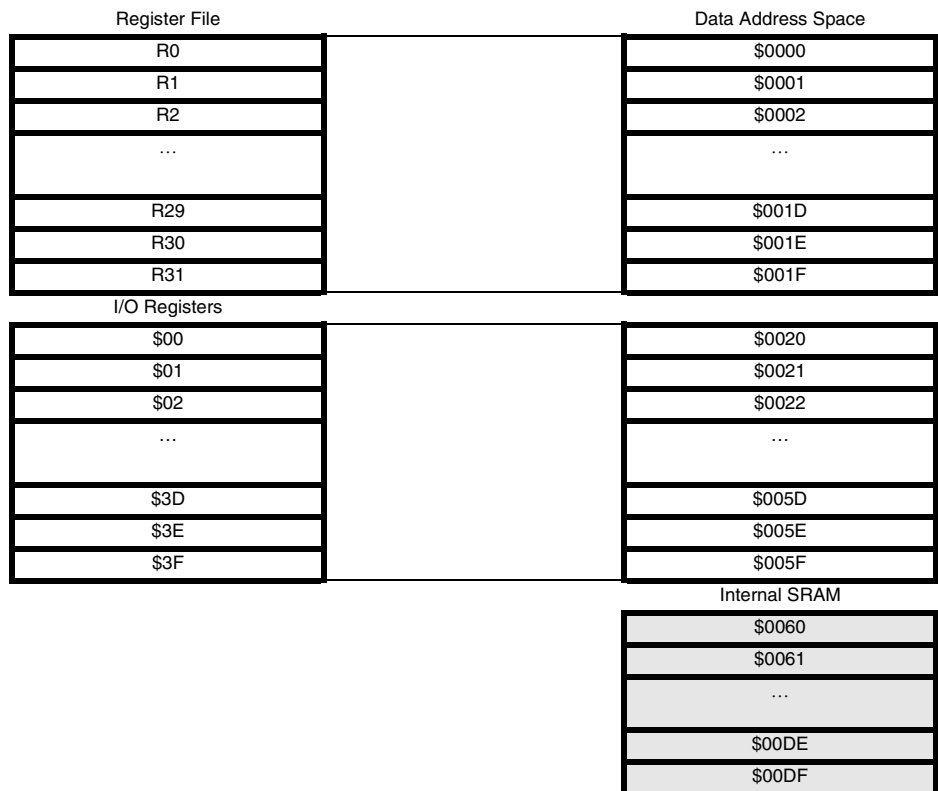 Register File Data Address Space
R0 $0000
R1 $0001
R2 $0002
... ...
R29 $001D
R30 $001E
R31 $001F
I/O Registers
$00 $0020
$01 $0021
$02 $0022
... ...
$3D $005D
$3E $005E
$3F $005F
Internal SRAM
$0060
$0061
...
$00DE
$00DF